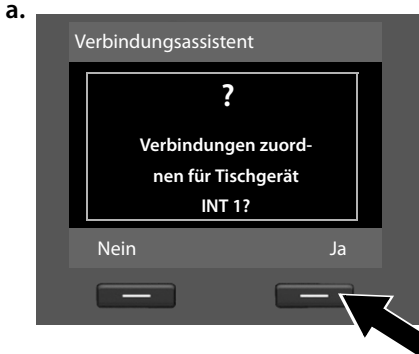 a.
Verbindungsassistent
?
Verbindungen zuord-
nen für Tischgerät
INT 1?
Nein Ja